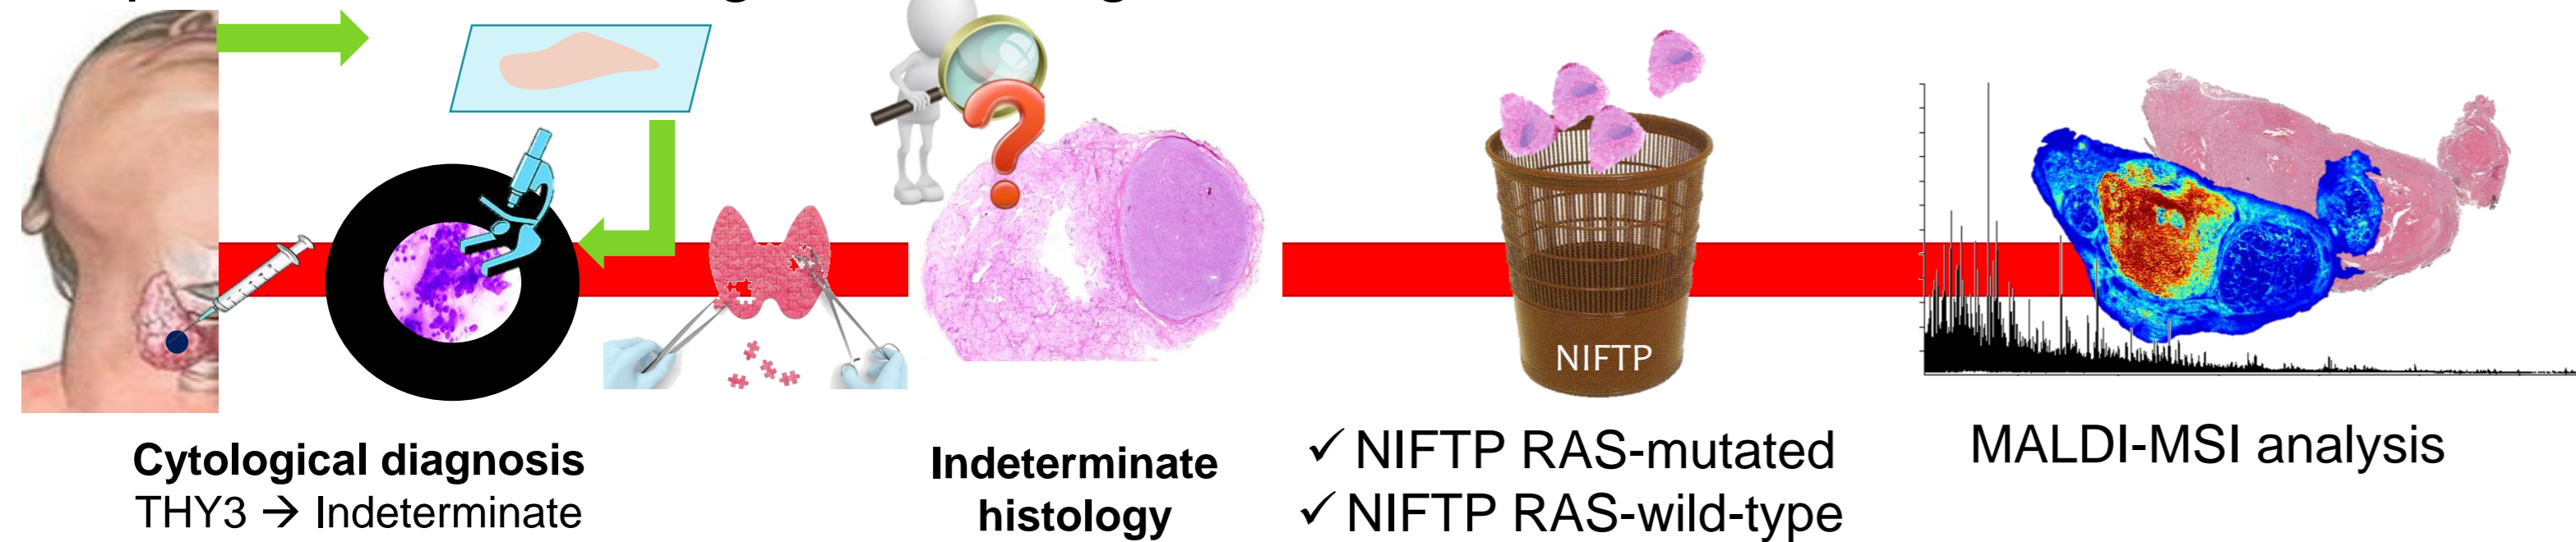 NIFTP
Cytological diagnosis
THY3 → Indeterminate
Indeterminate
histology
✓ NIFTP RAS-mutated
✓ NIFTP RAS-wild-type
MALDI-MSI analysis